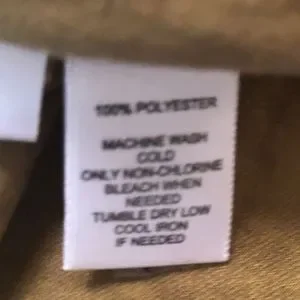 100% POLYESTER
MACHINE WASH
COLD
ONLY NON-CHLORINE
BLEACH WHEN
NEEDED
TUMBLE DRY LOW
COOL IRON
IF NEEDED